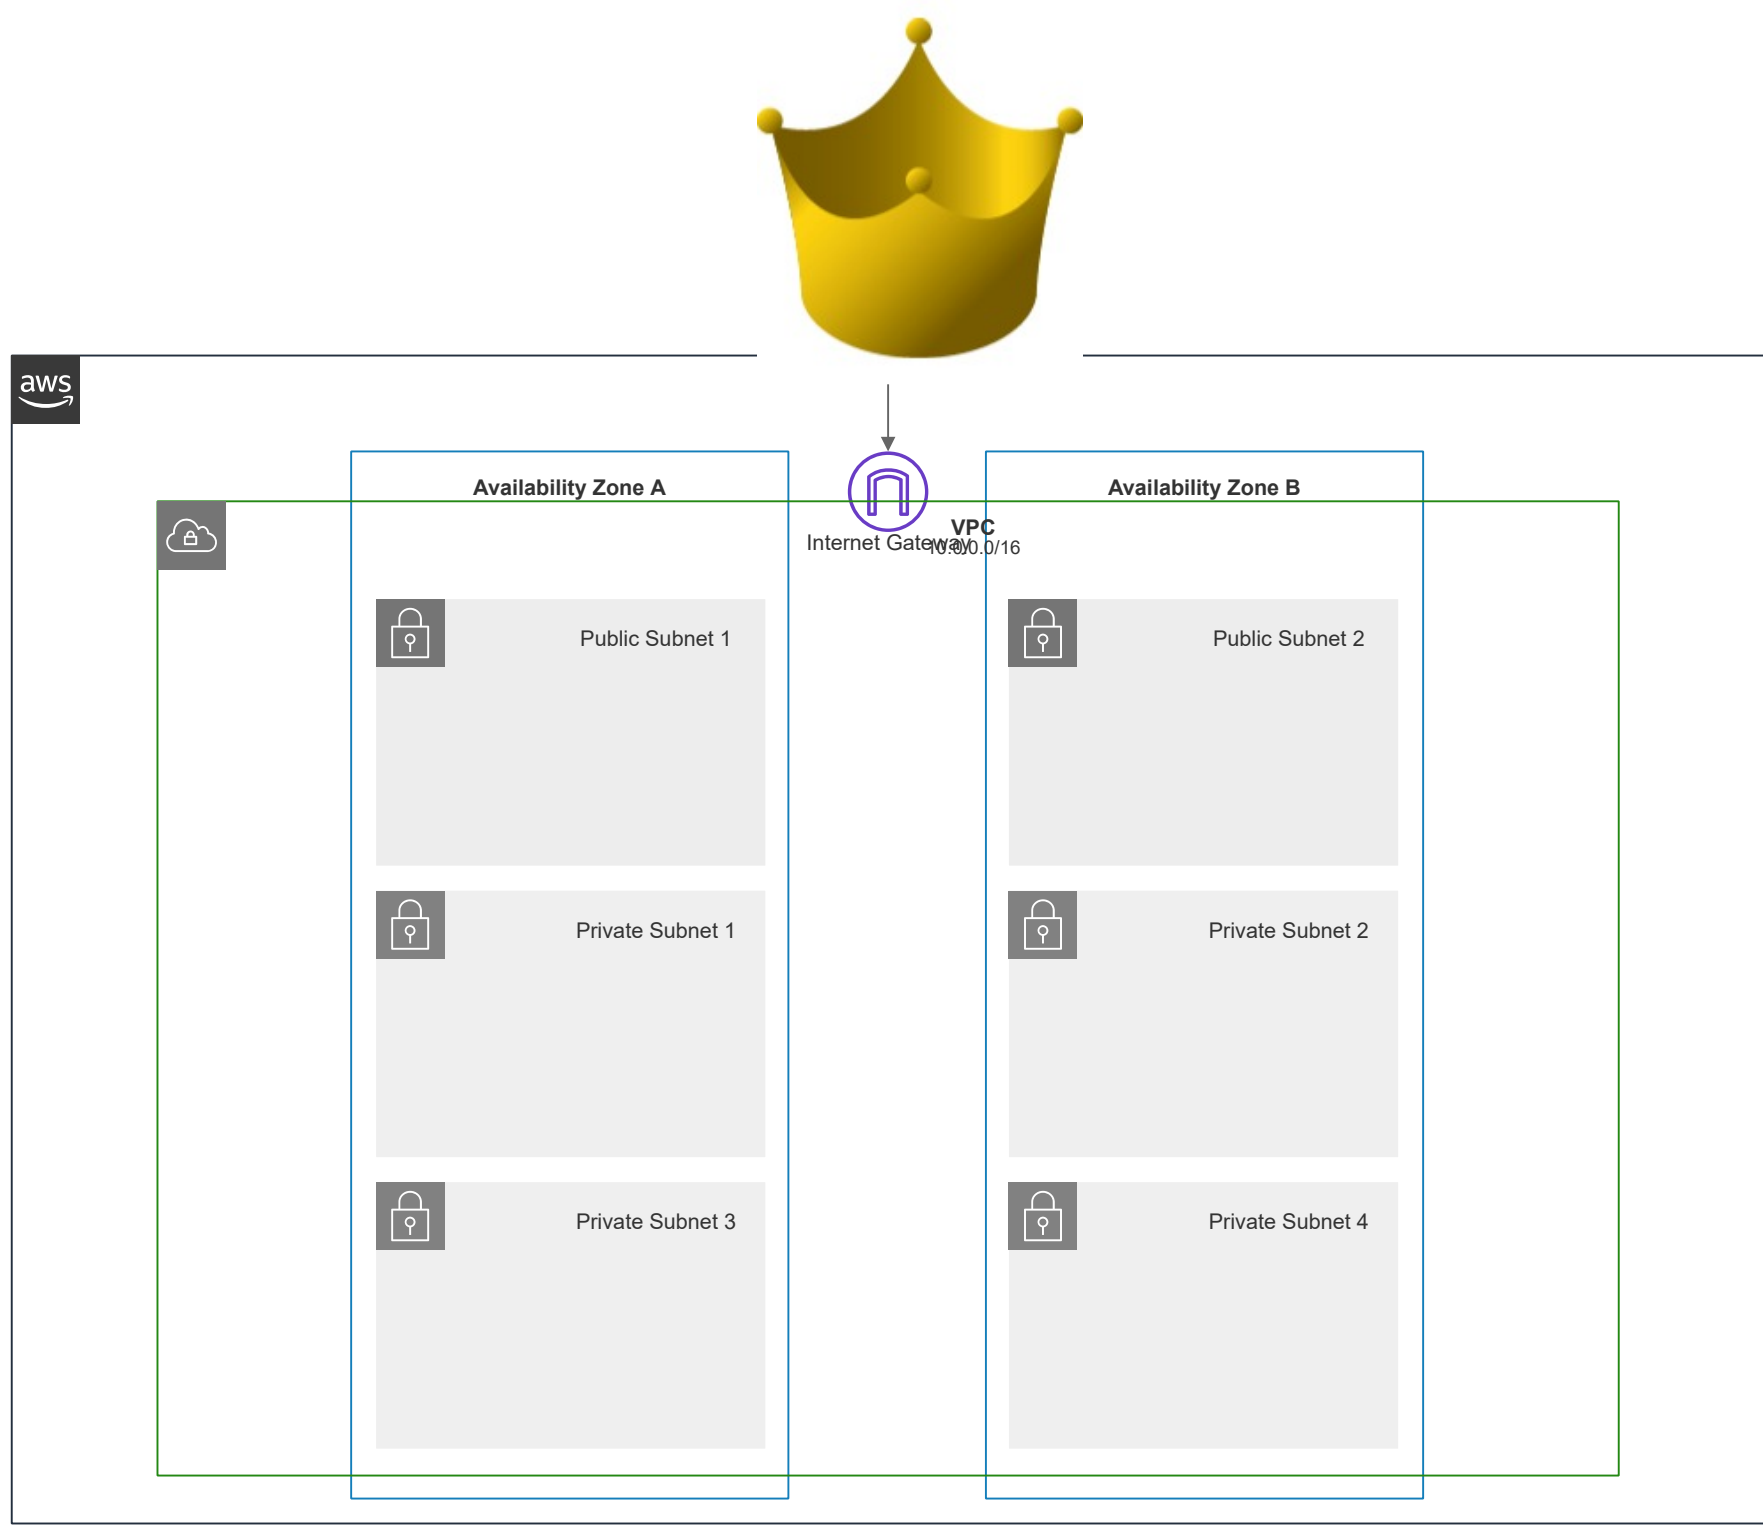 aws
Availability Zone A
Availability Zone B
VPC
Internet Gateway
10.0.0.0/16
Public Subnet 1
Public Subnet 2
Private Subnet 1
Private Subnet 2
Private Subnet 3
Private Subnet 4